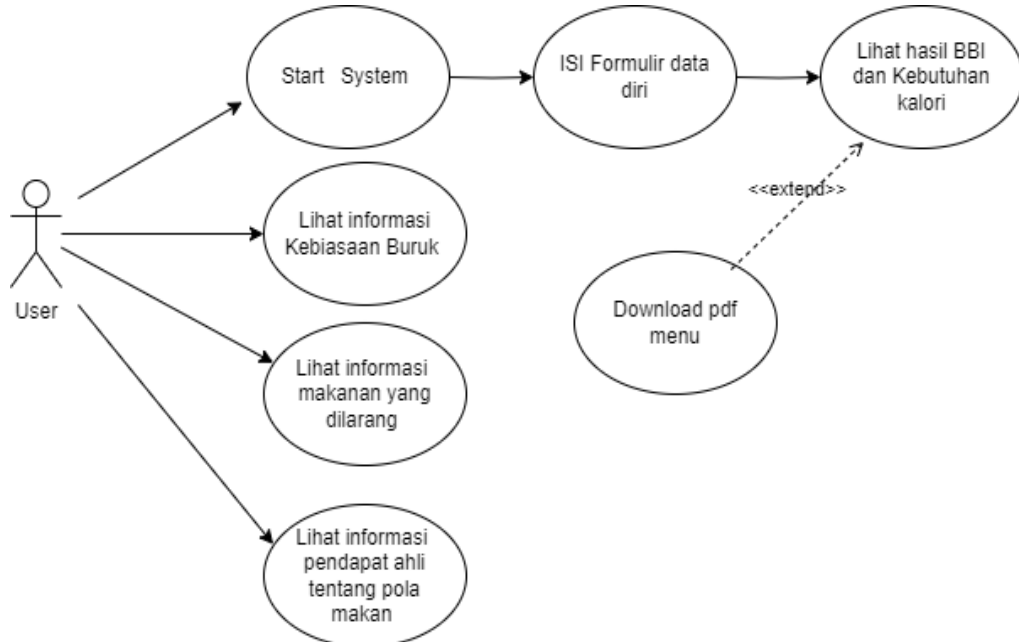 Start System
ISI Formulir data
diri
Lihat hasil BBI
dan Kebutuhan
kalori
<<extend>>
Lihat informasi
Kebiasaan Buruk
User
Download pdf
menu
Lihat informasi
makanan yang
dilarang
Lihat informasi
pendapat ahli
tentang pola
makan